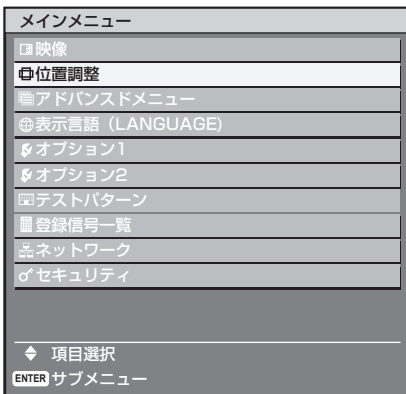 メインメニュー
映像
位置調整
アドバンスドメニュー
表示言語（LANGUAGE)
オプション1
オプション2
テストパターン
登録信号一覧
ネットワーク
セキュリティ
項目選択
ENTER サブメニュー